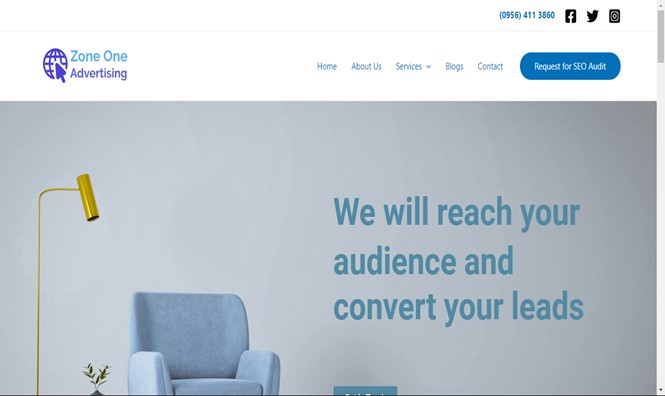 (0956) 411 3860
Zone One
Advertising
Home About Us Services Blogs Contact Request for SEO Audit
We will reach your
audience and
convert your leads